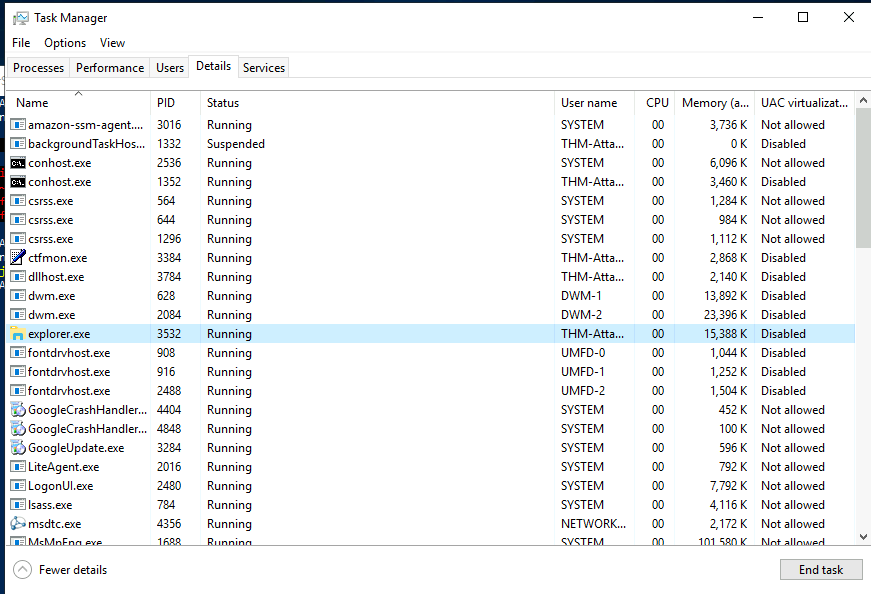 Task Manager
File Options View
Processes Performance Users Details Services
Name PID Status User name CPU Memory (a... UAC virtualizat...
amazon-ssm-agent.... 3016 Running SYSTEM 00 3,736 K Not allowed
backgroundTaskHos... 1332 Suspended THM-Atta... 00 0 K Disabled
conhost.exe 2536 Running SYSTEM 00 6,096 K Not allowed
conhost.exe 1352 Running THM-Atta... 00 3,460 K Disabled
csrss.exe 564 Running SYSTEM 00 1,284 K Not allowed
csrss.exe 644 Running SYSTEM 00 984 K Not allowed
csrss.exe 1296 Running SYSTEM 00 1,112 K Not allowed
ctfmon.exe 3384 Running THM-Atta... 00 2,868 K Disabled
dllhost.exe 3784 Running THM-Atta... 00 2,140 K Disabled
dwm.exe 628 Running DWM-1 00 13,892 K Disabled
dwm.exe 2084 Running DWM-2 00 23,396 K Disabled
explorer.exe 3532 Running THM-Atta... 00 15,388 K Disabled
fontdrvhost.exe 908 Running UMFD-0 00 1,044 K Disabled
fontdrvhost.exe 916 Running UMFD-1 00 1,252 K Disabled
fontdrvhost.exe 2488 Running UMFD-2 00 1,504 K Disabled
GoogleCrashHandler... 4404 Running SYSTEM 00 452 K Not allowed
GoogleCrashHandler... 4848 Running SYSTEM 00 100 K Not allowed
GoogleUpdate.exe 3284 Running SYSTEM 00 596 K Not allowed
LiteAgent.exe 2016 Running SYSTEM 00 792 K Not allowed
LogonUI.exe 2480 Running SYSTEM 00 7,792 K Not allowed
lsass.exe 784 Running SYSTEM 00 4,116 K Not allowed
msdtc.exe 4356 Running NETWORK... 00 2,172 K Not allowed
MsMpEng.exe 1688 Running SYSTEM 00 101,580 K Not allowed
Fewer details End task